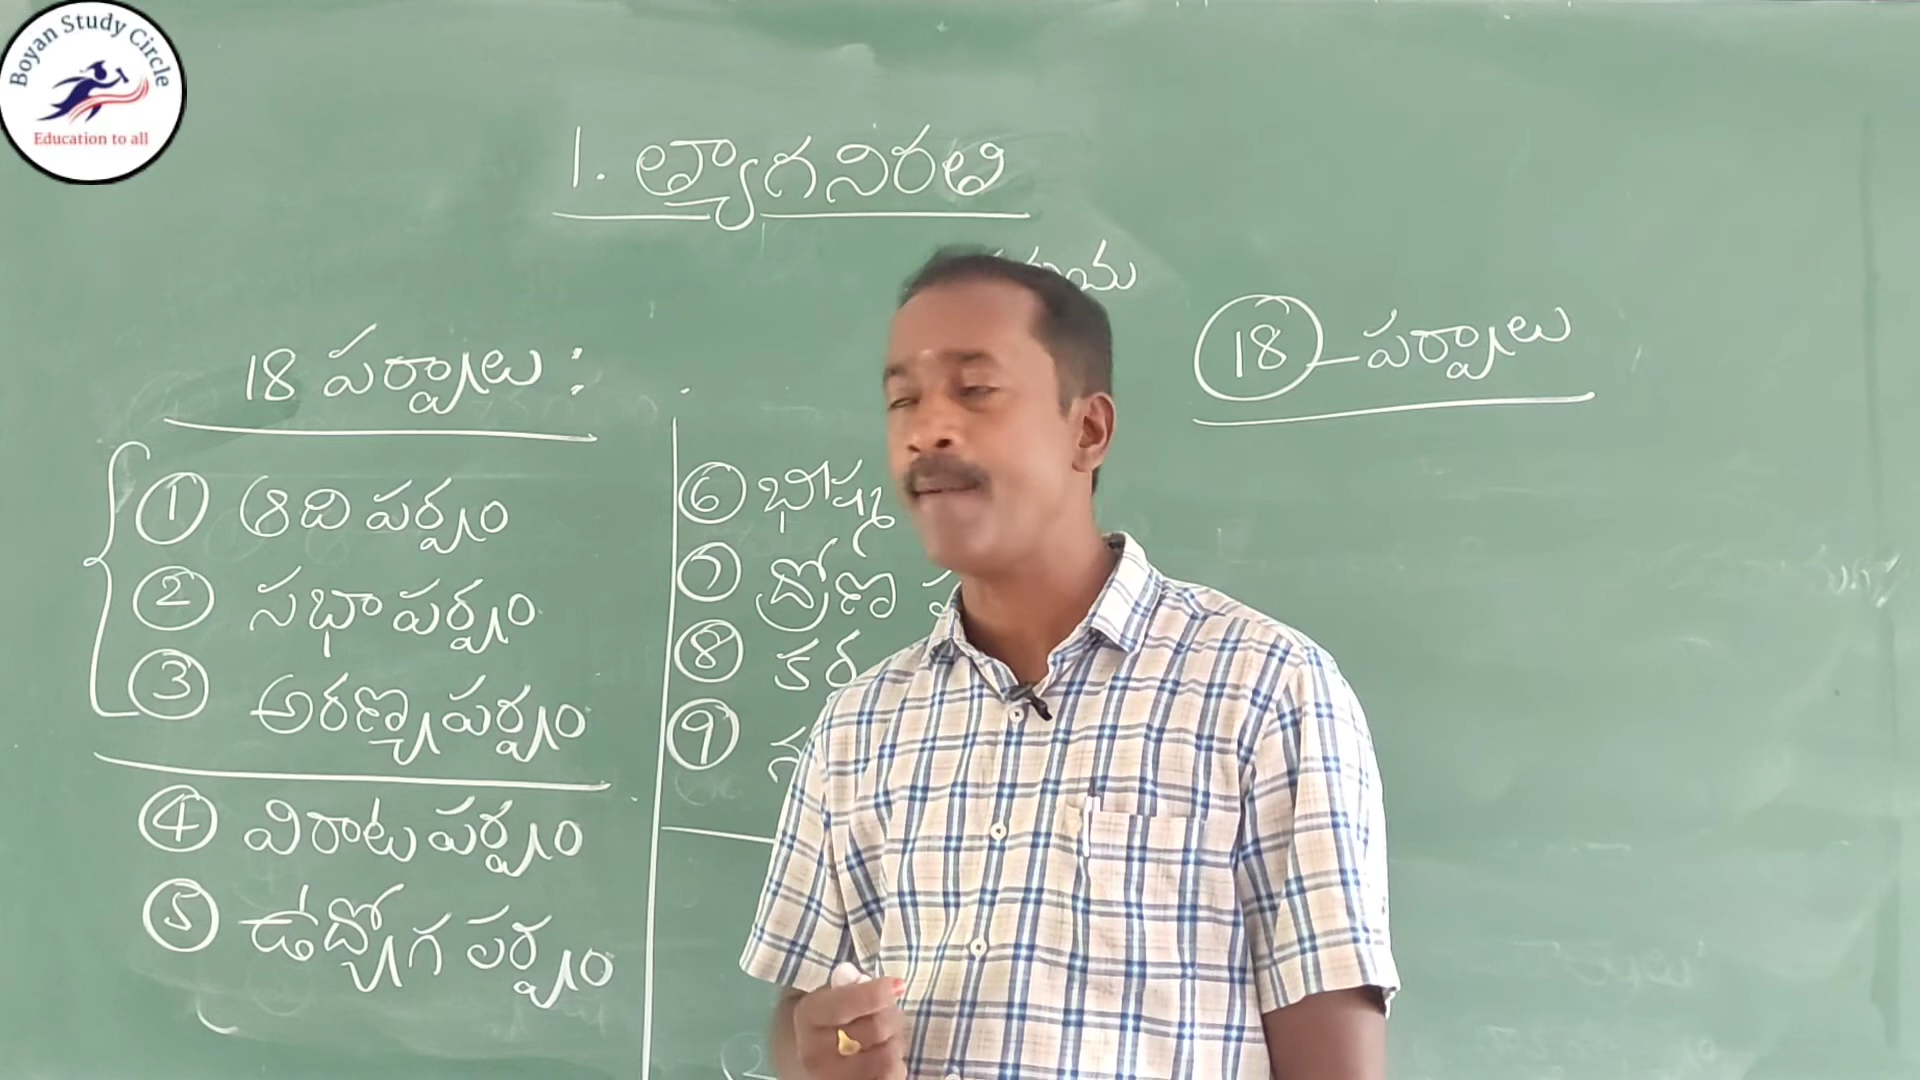 Boyan Study Circle
Education to all
1. త్యాగనిరతి
18 పర్వాలు :
① ఆది పర్వం
② సభా పర్వం
③ అరణ్య పర్వం
④ విరాట పర్వం
⑤ ఉద్యోగ పర్వం
⑥ భీష్మ
⑦ ద్రోణ
⑧
⑨
18 – పర్వాలు